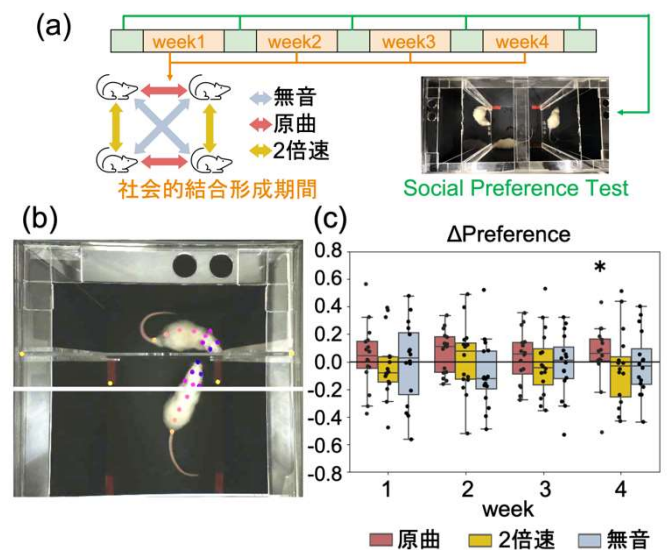 (a)
week1 week2 week3 week4
無音
原曲
2倍速
社会的結合形成期間
Social Preference Test
(b)
(c)
ΔPreference
*
0.8
0.6
0.4
0.2
0.0
-0.2
-0.4
-0.6
-0.8
1 2 3 4
week
原曲 2倍速 無音